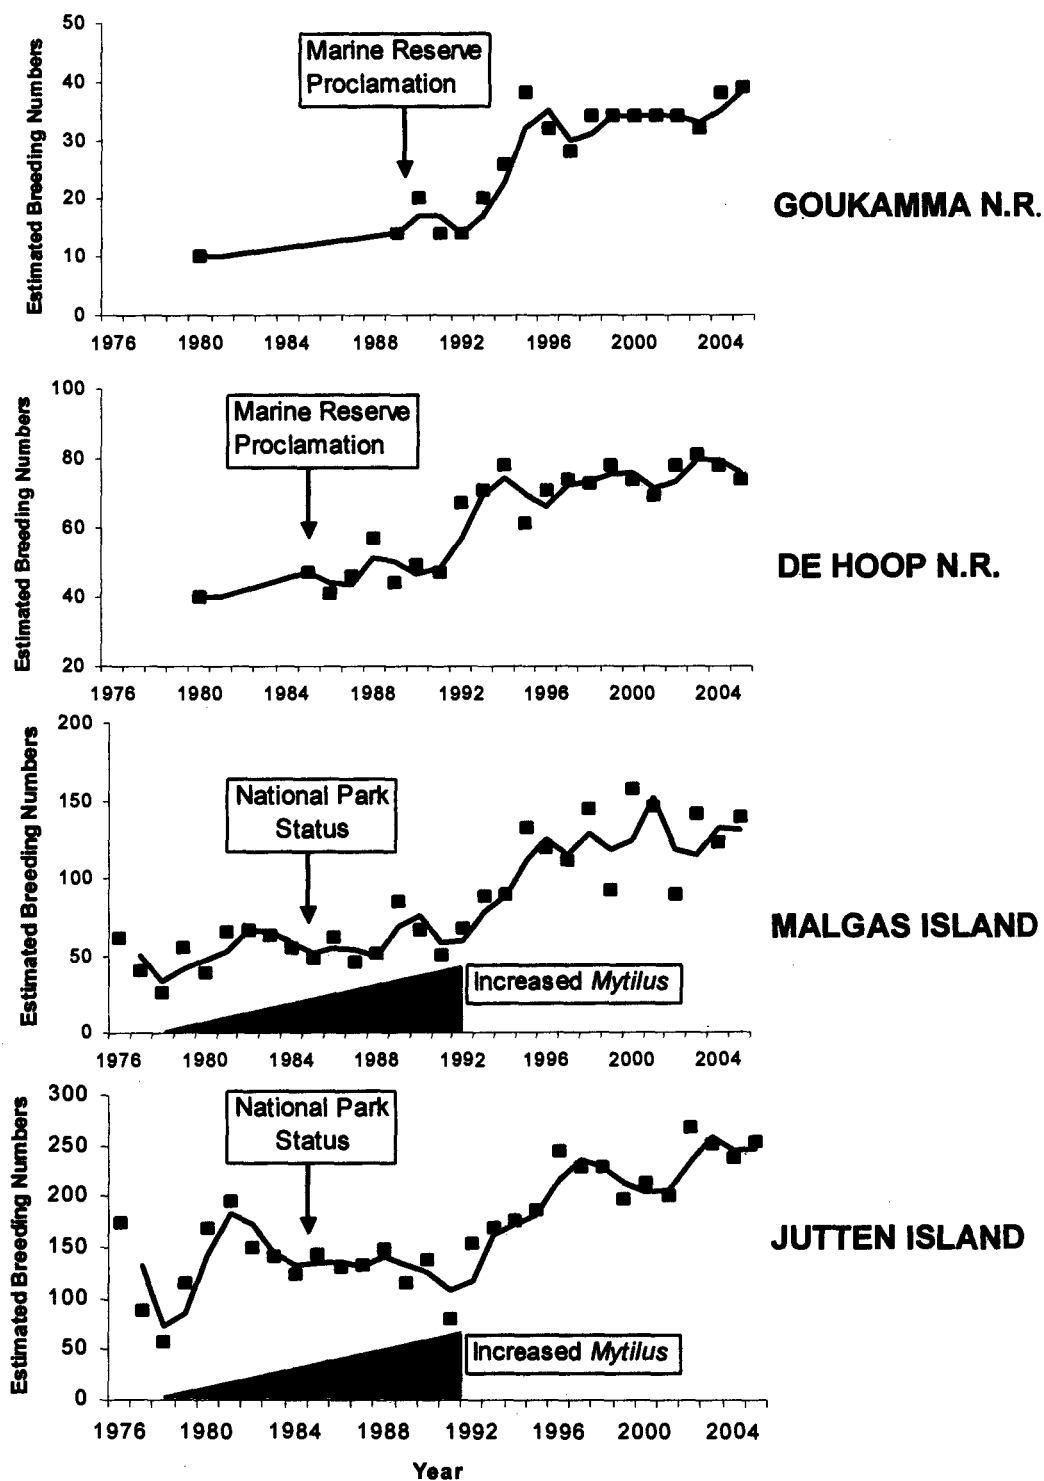 50
Marine Reserve
Proclamation
40
30
20
10
0
Estimated Breeding Numbers
1976 1980 1984 1988 1992 1996 2000 2004
GOUKAMMA N.R.
100
Marine Reserve
Proclamation
80
60
40
20
Estimated Breeding Numbers
1976 1980 1984 1988 1992 1996 2000 2004
DE HOOP N.R.
200
National Park
Status
150
100
50
0
Estimated Breeding Numbers
Increased Mytilus
1976 1980 1984 1988 1992 1996 2000 2004
MALGAS ISLAND
300
National Park
Status
250
200
150
100
50
0
Estimated Breeding Numbers
Increased Mytilus
1976 1980 1984 1988 1992 1996 2000 2004
Year
JUTTEN ISLAND